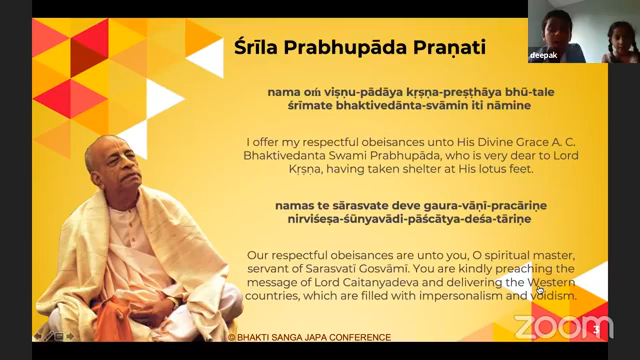 deepak
Śrīla Prabhupāda Praṇati
nama oṁ viṣṇu-pādāya kṛṣṇa-preṣṭhāya bhū-tale
śrīmate bhaktivedānta-svāmin iti nāmine
I offer my respectful obeisances unto His Divine Grace A. C.
Bhaktivedanta Swami Prabhupāda, who is very dear to Lord
Kṛṣṇa, having taken shelter at His lotus feet.
namas te sārasvate deve gaura-vāṇī-pracāriṇe
nirviśeṣa-śūnyavādi-pāścātya-deśa-tāriṇe
Our respectful obeisances are unto you, O spiritual master,
servant of Sarasvatī Gosvāmī. You are kindly preaching the
message of Lord Caitanyadeva and delivering the Western
countries, which are filled with impersonalism and voidism.
3
zoom
© BHAKTI SANGA JAPA CONFERENCE